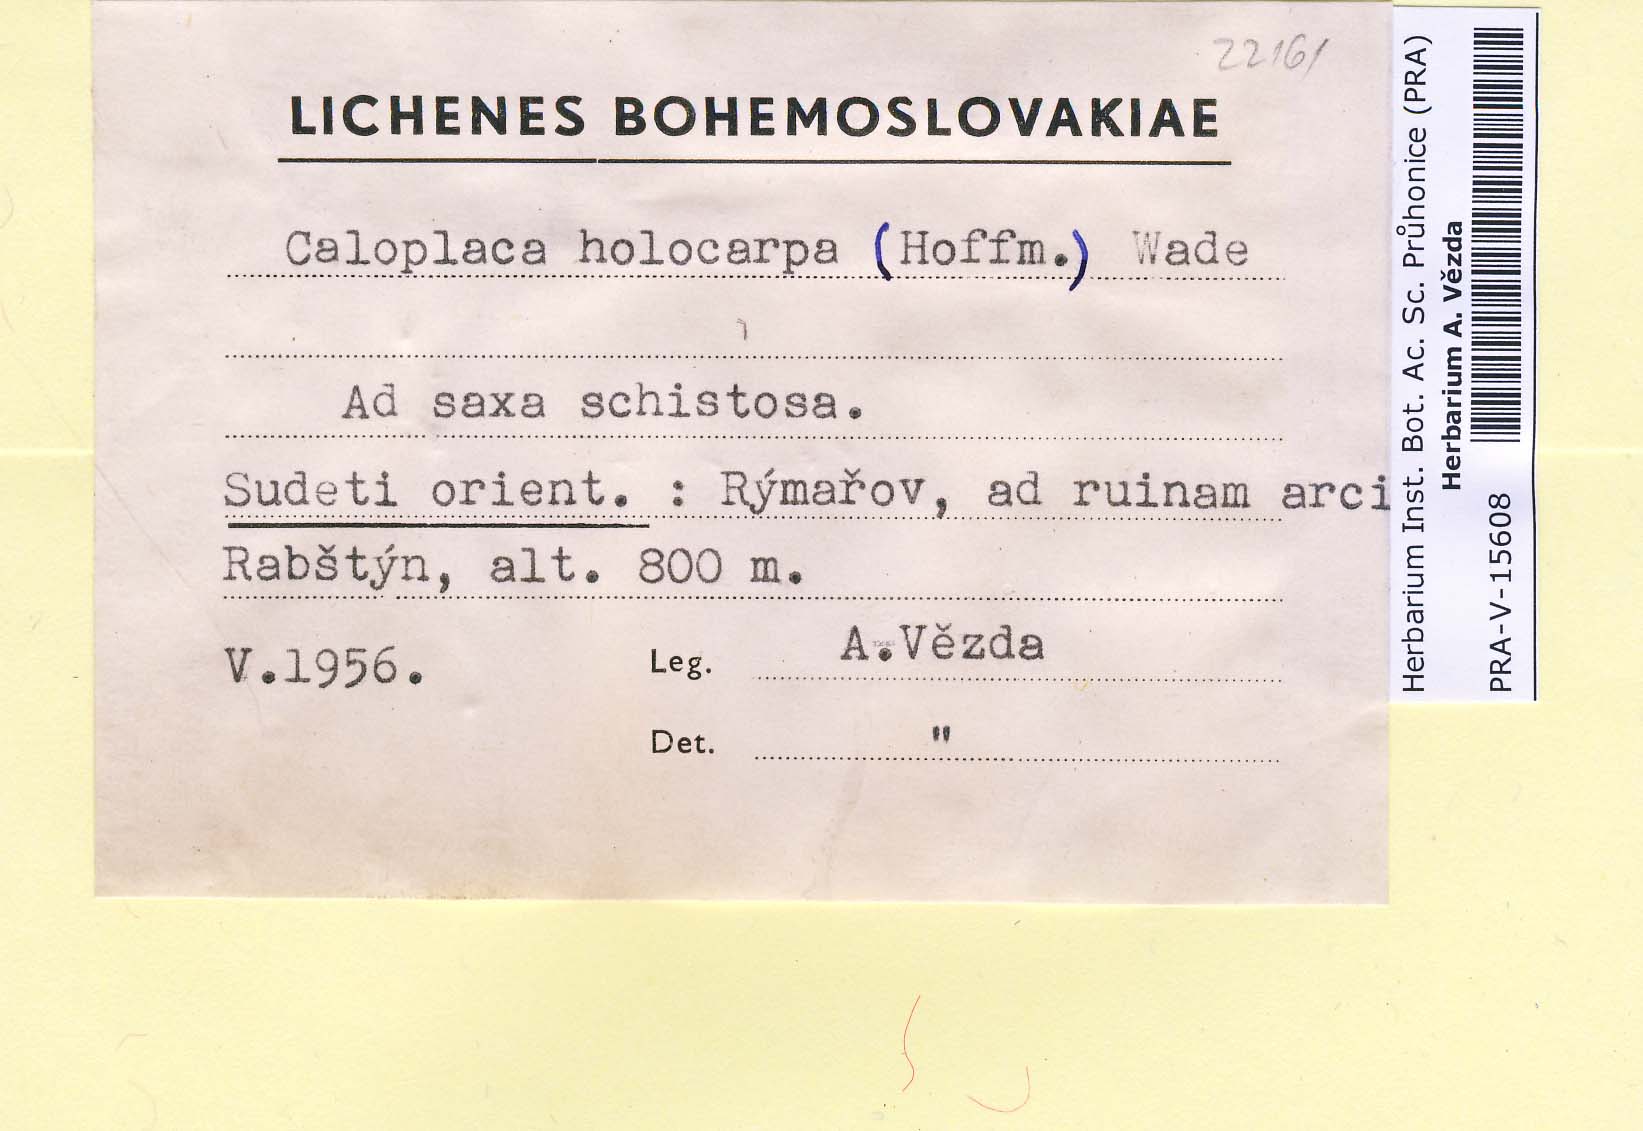 22161
LICHENES BOHEMOSLOVAKIAE
Caloplaca holocarpa (Hoffm.) Wade
Ad saxa schistosa.
Sudeti orient. : Rýmařov, ad ruinam arci
Rabštýn, alt. 800 m.
V.1956.
Leg. A.Vězda
Det. "
Herbarium Inst. Bot. Ac. Sc. Průhonice (PRA)
Herbarium A. Vězda
PRA-V-15608